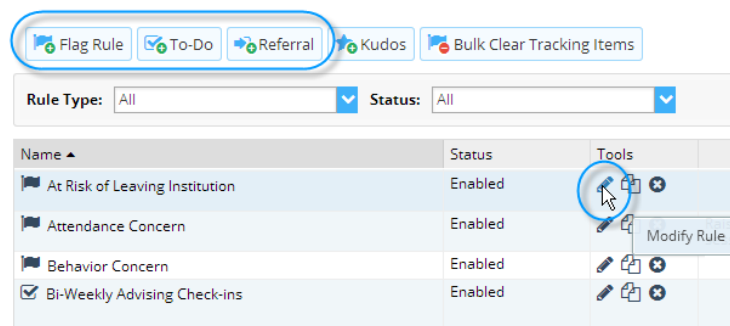 Flag Rule To-Do Referral Kudos Bulk Clear Tracking Items
Rule Type: All Status: All
Name Status Tools
At Risk of Leaving Institution Enabled
Attendance Concern Enabled
Modify Rule
Behavior Concern Enabled
Bi-Weekly Advising Check-ins Enabled